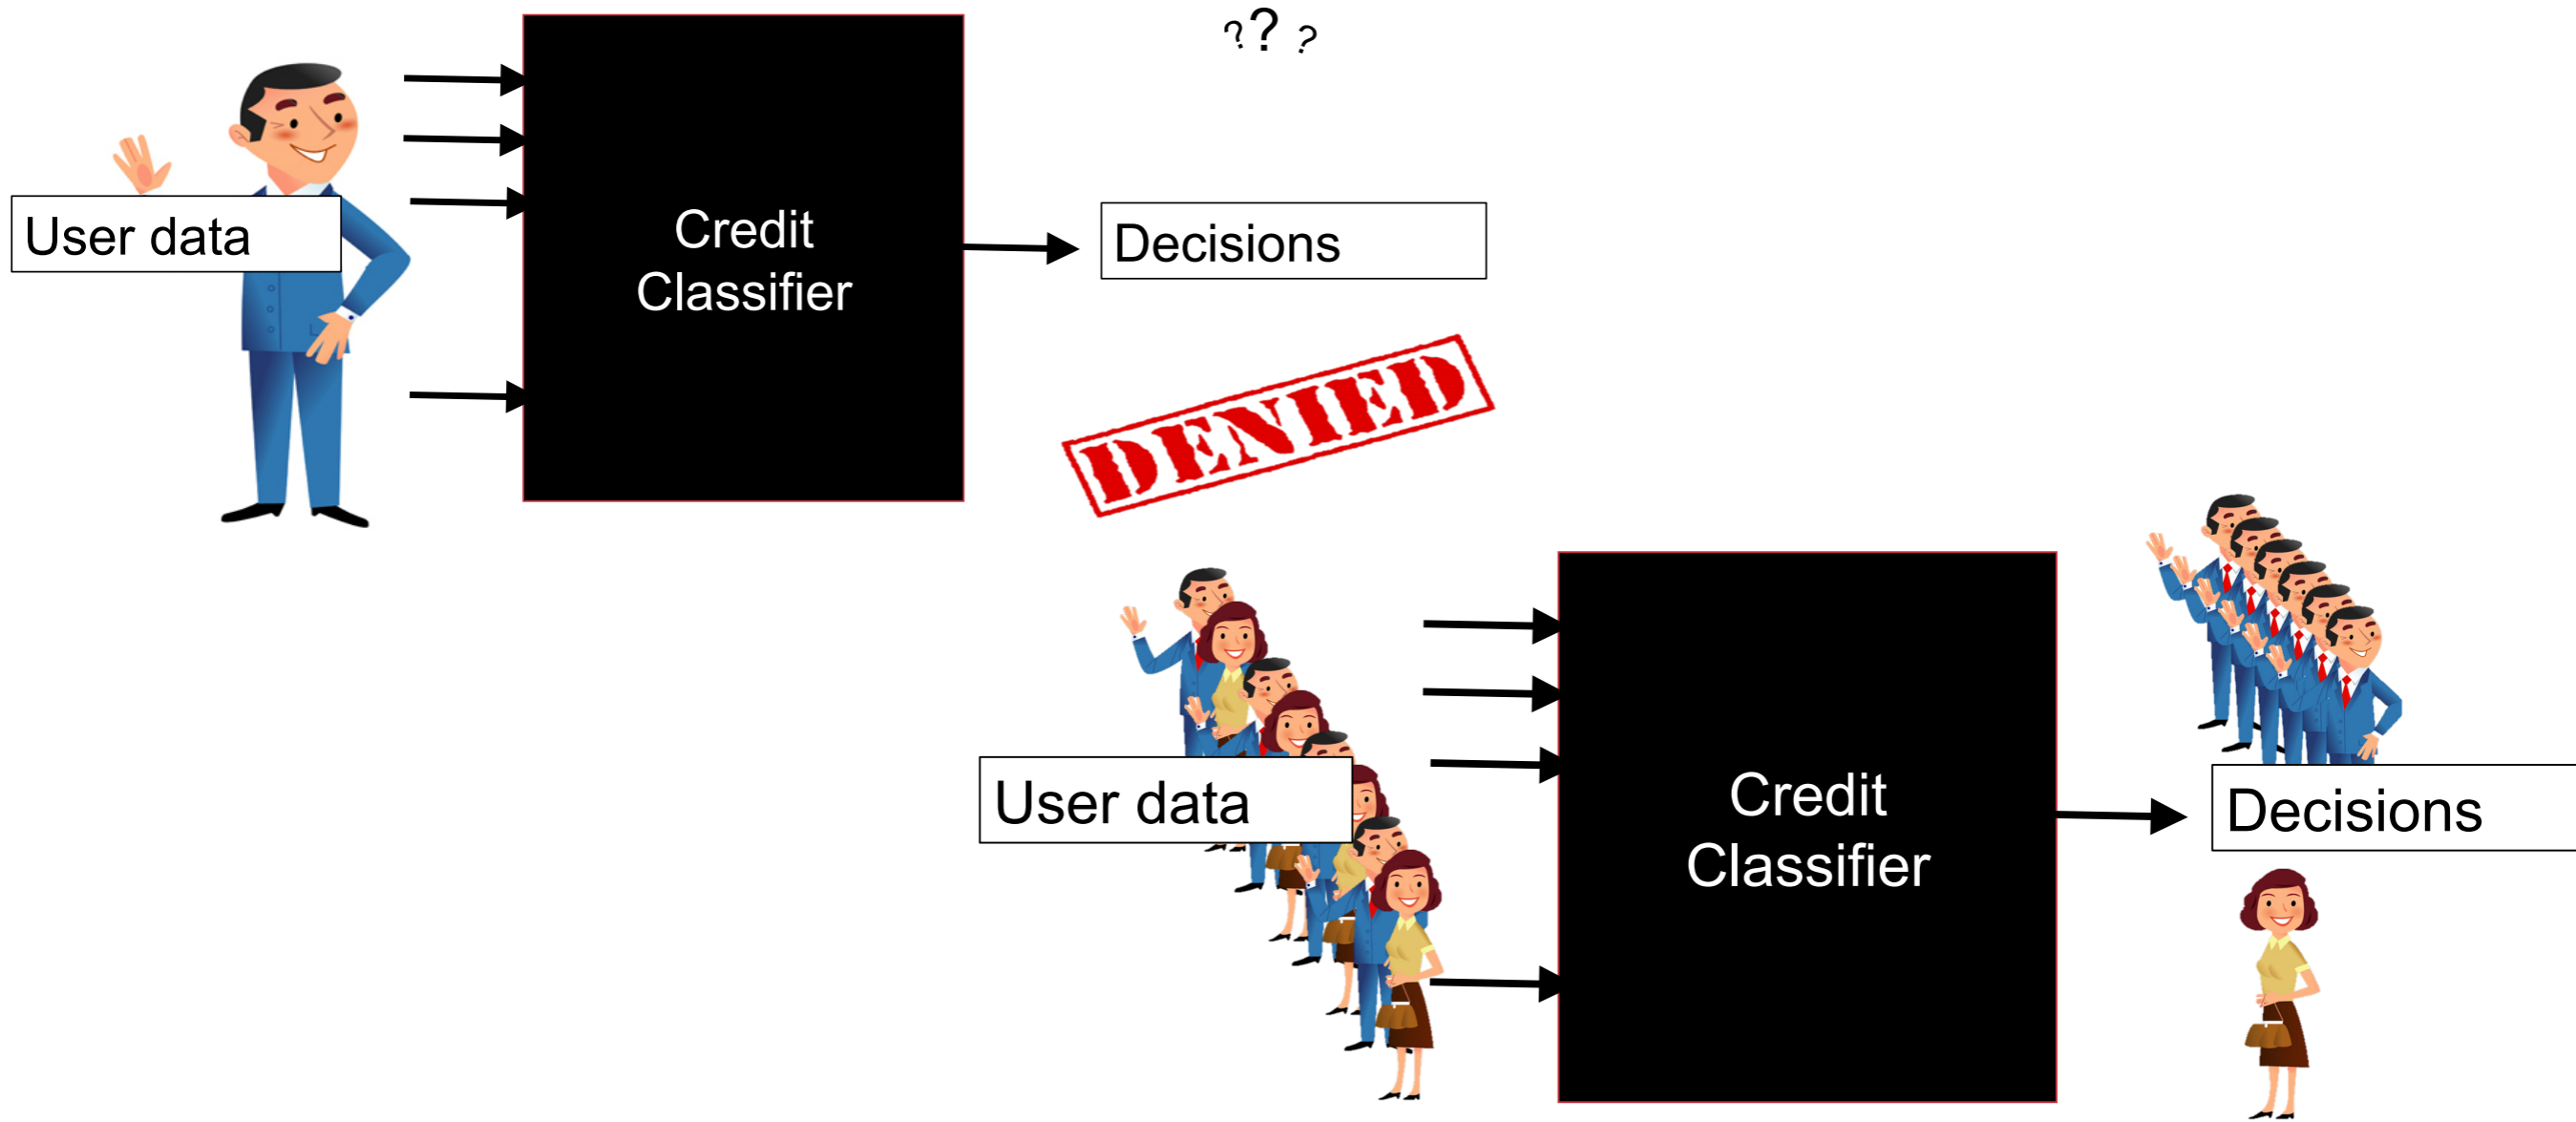 ???
User data
Credit
Classifier
Decisions
DENIED
User data
Credit
Classifier
Decisions